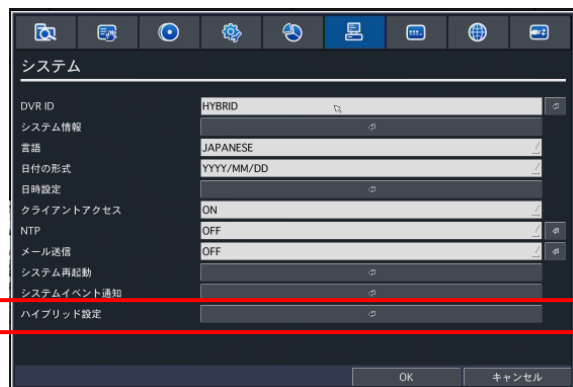 システム
DVR ID HYBRID
システム情報
言語 JAPANESE
日付の形式 YYYY/MM/DD
日時設定
クライアントアクセス ON
NTP OFF
メール送信 OFF
システム再起動
システムイベント通知
ハイブリッド設定
OK キャンセル